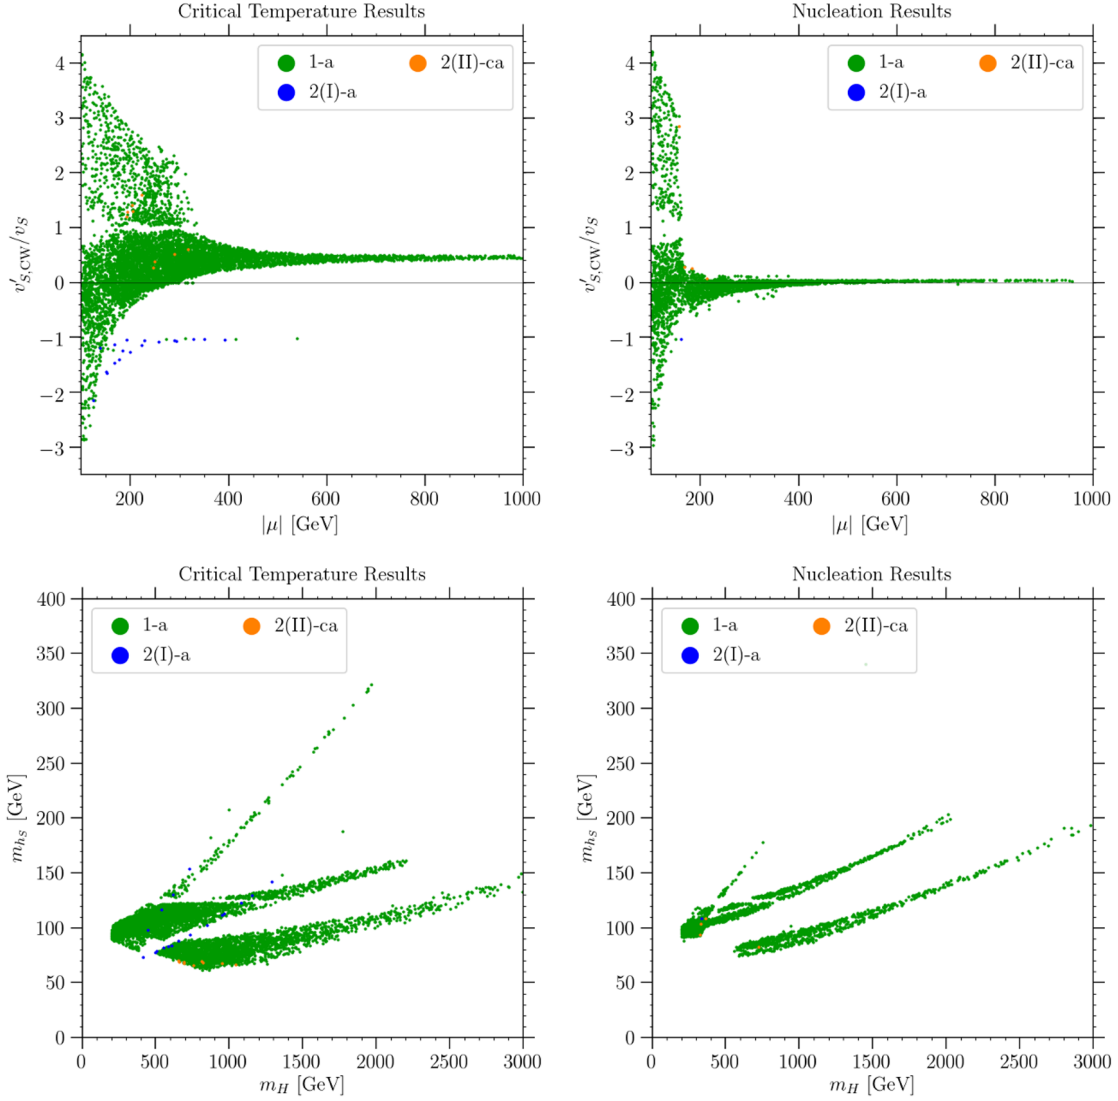 Critical Temperature Results
1-a
2(II)-ca
2(I)-a
4
3
2
1
0
−1
−2
−3
v′S,CW/vS
200
400
600
800
1000
|μ| [GeV]
Nucleation Results
1-a
2(II)-ca
2(I)-a
4
3
2
1
0
−1
−2
−3
v′S,CW/vS
200
400
600
800
1000
|μ| [GeV]
Critical Temperature Results
1-a
2(II)-ca
2(I)-a
400
350
300
250
200
150
100
50
0
mhS [GeV]
0
500
1000
1500
2000
2500
3000
mH [GeV]
Nucleation Results
1-a
2(II)-ca
2(I)-a
400
350
300
250
200
150
100
50
0
mhS [GeV]
0
500
1000
1500
2000
2500
3000
mH [GeV]